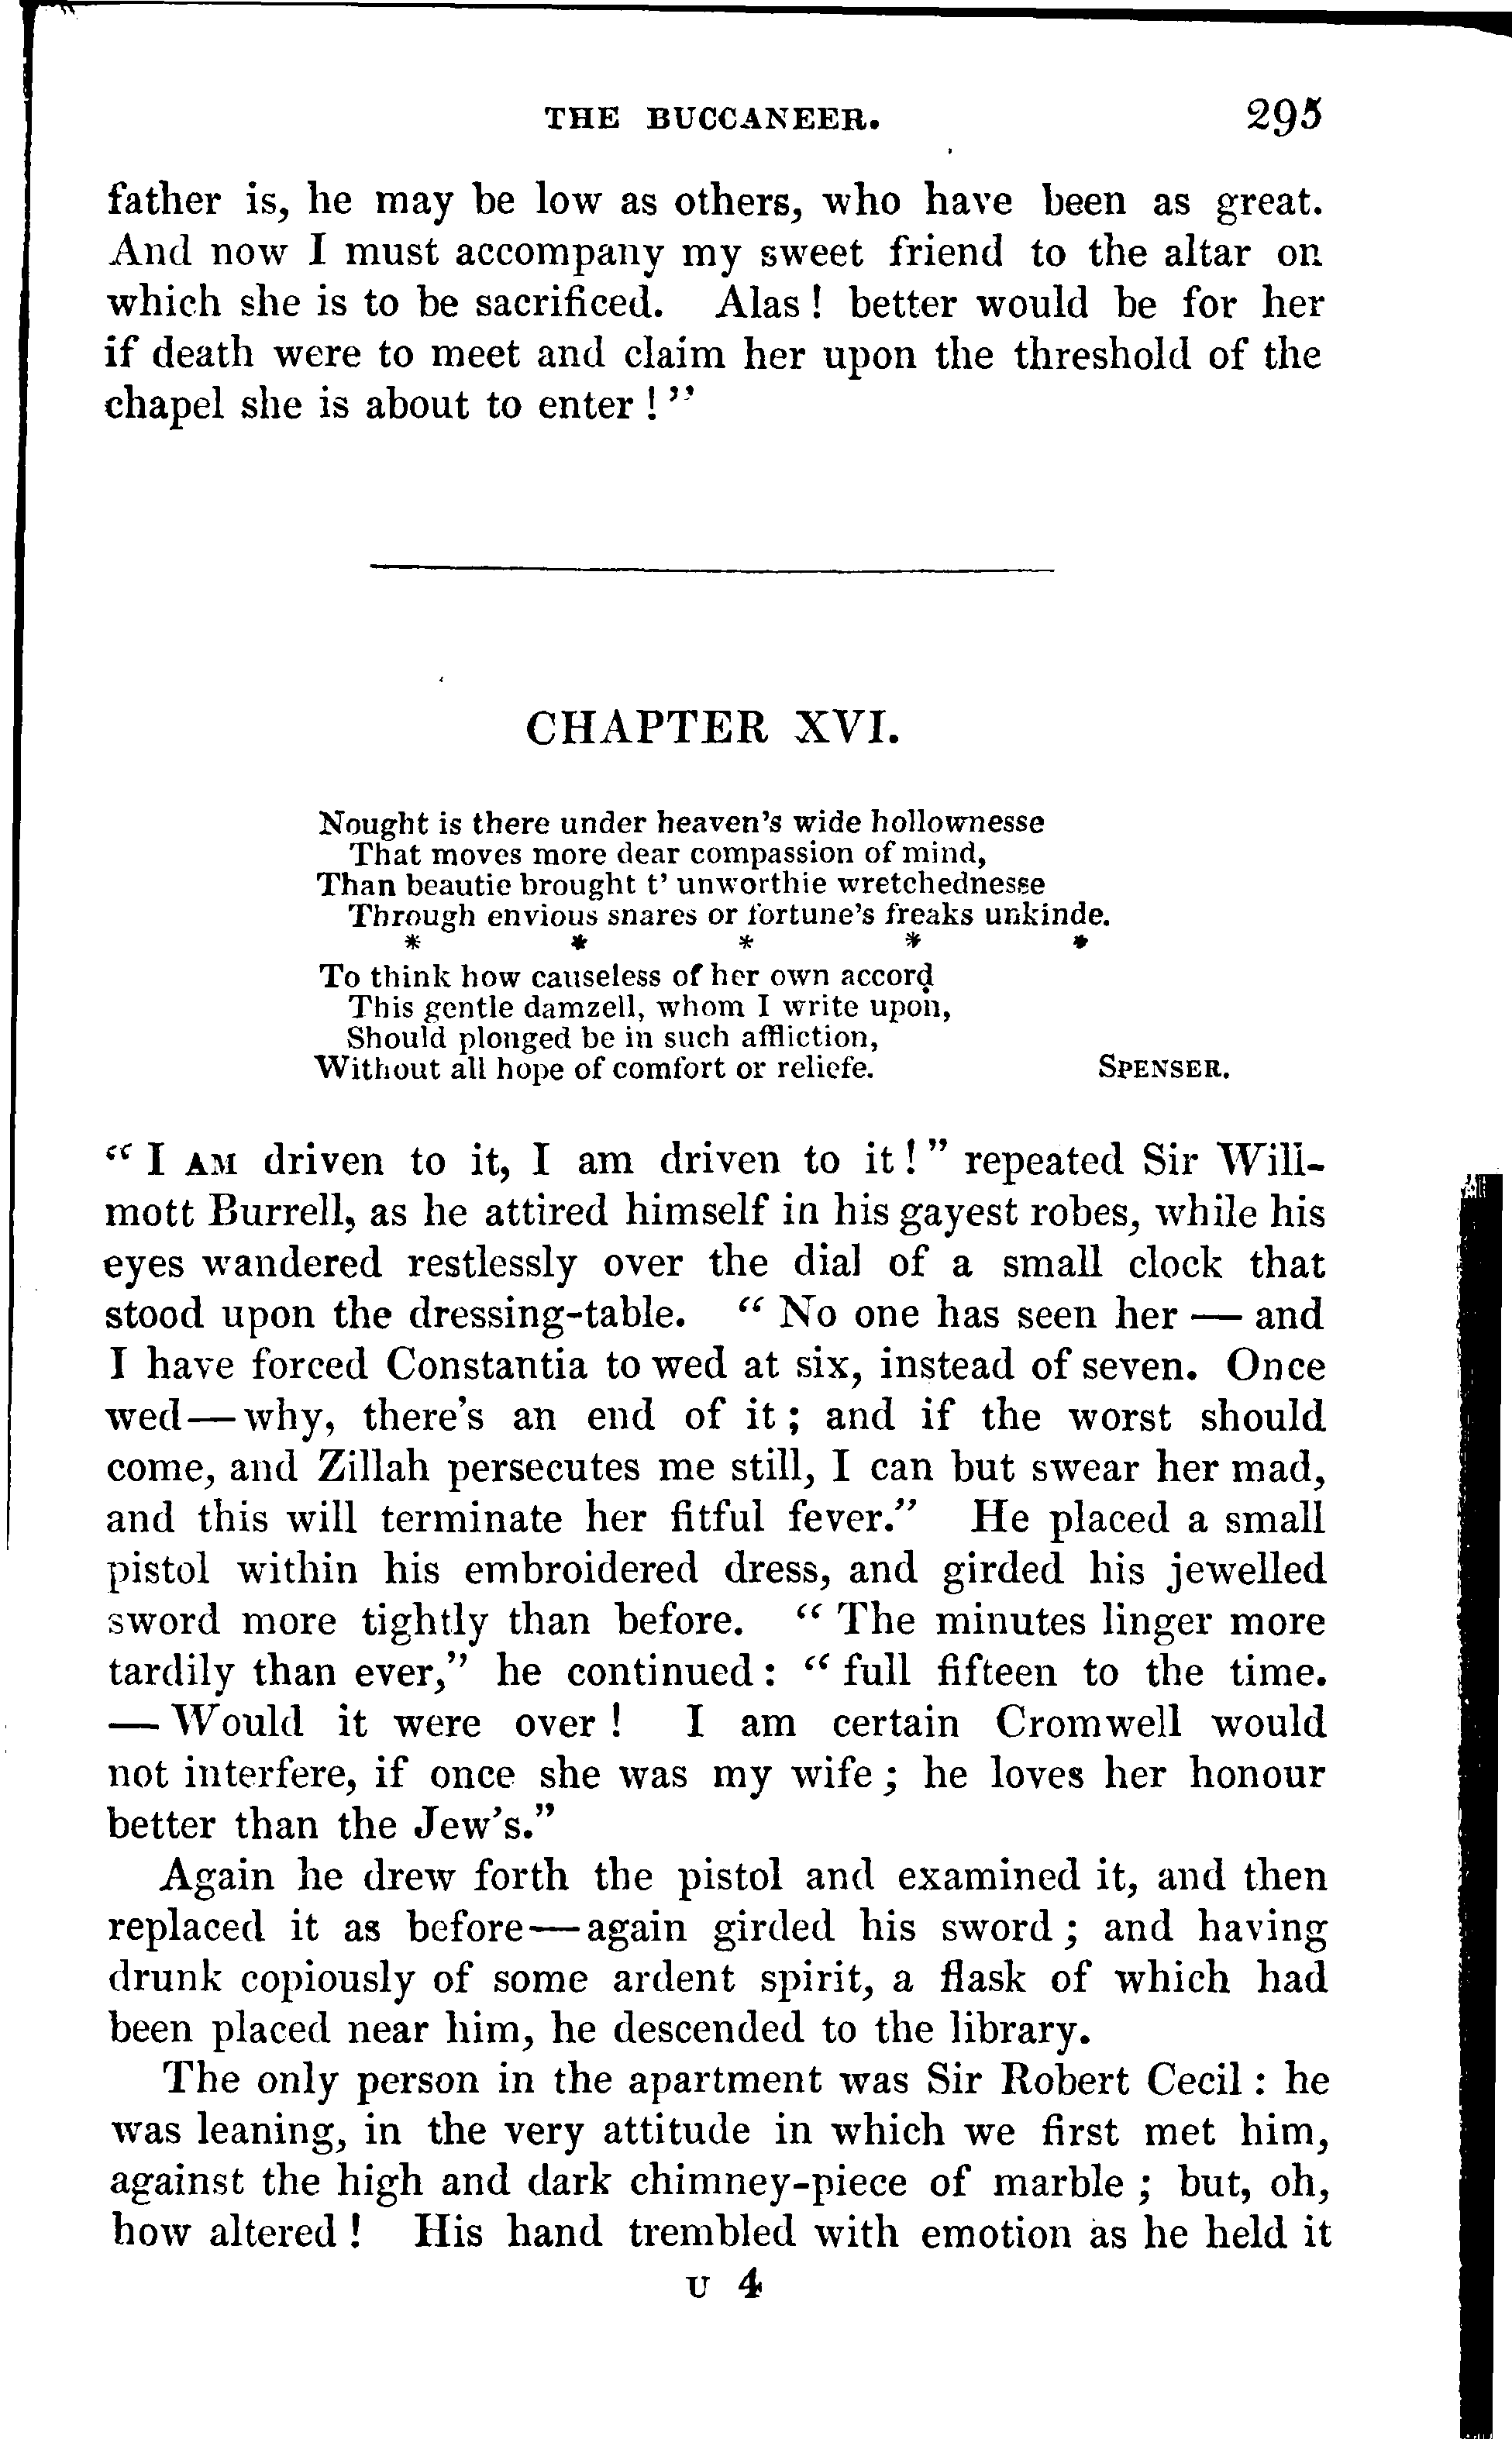 THE BUCCANEER. 295
father is, he may be low as others, who have been as great.
And now I must accompany my sweet friend to the altar on
which she is to be sacrificed. Alas! better would be for her
if death were to meet and claim her upon the threshold of the
chapel she is about to enter!"
CHAPTER XVI.
Nought is there under heaven's wide hollownesse
That moves more dear compassion of mind,
Than beautie brought t' unworthie wretchednesse
Through envious snares or fortune's freaks unkinde.
* * * * *
To think how causeless of her own accord
This gentle damzell, whom I write upon,
Should plonged be in such affliction,
Without all hope of comfort or reliefe. SPENSER.
"I AM driven to it, I am driven to it!" repeated Sir Will-
mott Burrell, as he attired himself in his gayest robes, while his
eyes wandered restlessly over the dial of a small clock that
stood upon the dressing-table. "No one has seen her — and
I have forced Constantia to wed at six, instead of seven. Once
wed—why, there's an end of it; and if the worst should
come, and Zillah persecutes me still, I can but swear her mad,
and this will terminate her fitful fever." He placed a small
pistol within his embroidered dress, and girded his jewelled
sword more tightly than before. "The minutes linger more
tardily than ever," he continued: "full fifteen to the time.
— Would it were over! I am certain Cromwell would
not interfere, if once she was my wife; he loves her honour
better than the Jew's."
Again he drew forth the pistol and examined it, and then
replaced it as before—again girded his sword; and having
drunk copiously of some ardent spirit, a flask of which had
been placed near him, he descended to the library.
The only person in the apartment was Sir Robert Cecil: he
was leaning, in the very attitude in which we first met him,
against the high and dark chimney-piece of marble; but, oh,
how altered! His hand trembled with emotion as he held it
U 4